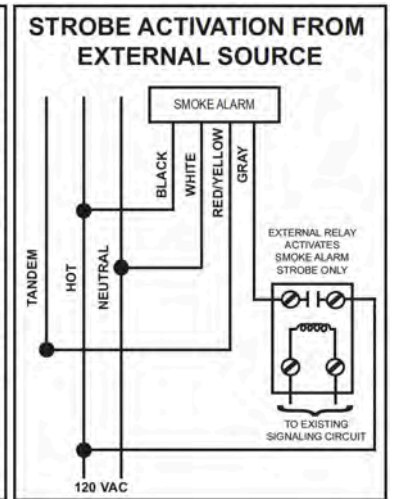 STROBE ACTIVATION FROM
EXTERNAL SOURCE
SMOKE ALARM
BLACK
WHITE
RED/YELLOW
GRAY
TANDEM
HOT
NEUTRAL
EXTERNAL RELAY
ACTIVATES
SMOKE ALARM
STROBE ONLY
TO EXISTING
SIGNALING CIRCUIT
120 VAC